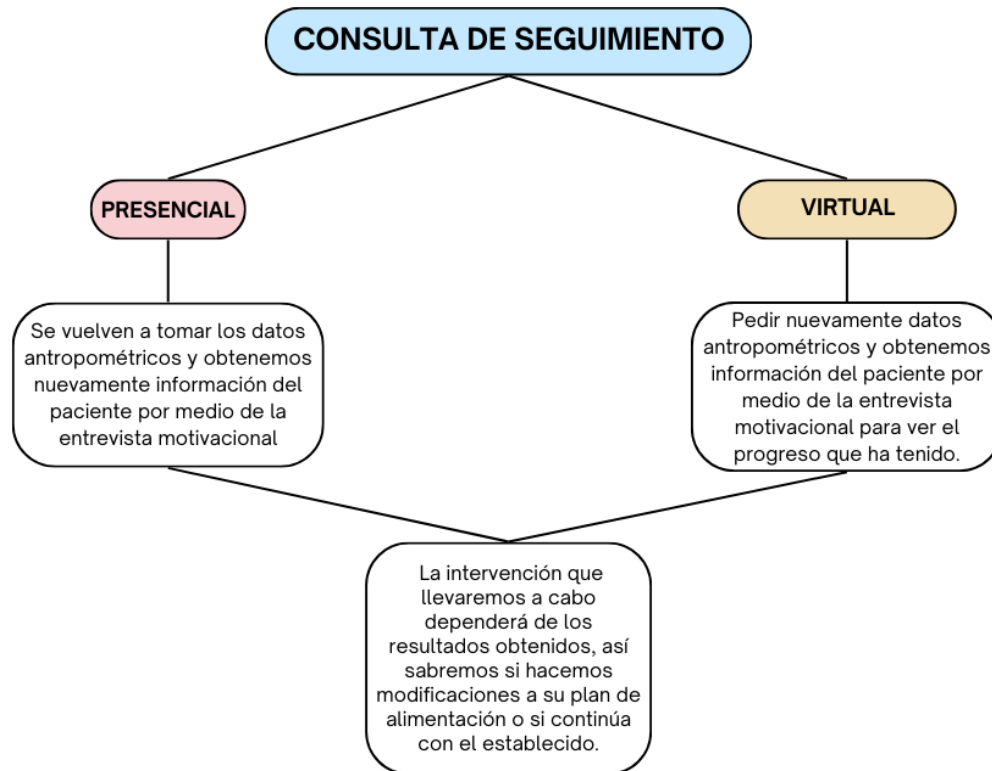 CONSULTA DE SEGUIMIENTO
PRESENCIAL
VIRTUAL
Se vuelven a tomar los datos
antropométricos y obtenemos
nuevamente información del
paciente por medio de la
entrevista motivacional
Pedir nuevamente datos
antropométricos y obtenemos
información del paciente por
medio de la entrevista
motivacional para ver el
progreso que ha tenido.
La intervención que
llevaremos a cabo
dependerá de los
resultados obtenidos, así
sabremos si hacemos
modificaciones a su plan de
alimentación o si continúa
con el establecido.